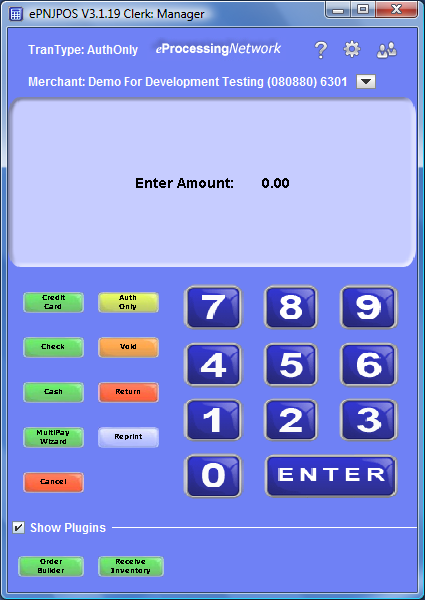 ePNJPOS V3.1.19 Clerk: Manager
TranType: AuthOnly
eProcessingNetwork
?
Merchant: Demo For Development Testing (080880) 6301
Enter Amount: 0.00
Credit
Card
Auth
Only
7 8 9
Check
Void
4 5 6
Cash
Return
1 2 3
MultiPay
Wizard
Reprint
0 ENTER
Cancel
Show Plugins
Order
Builder
Receive
Inventory